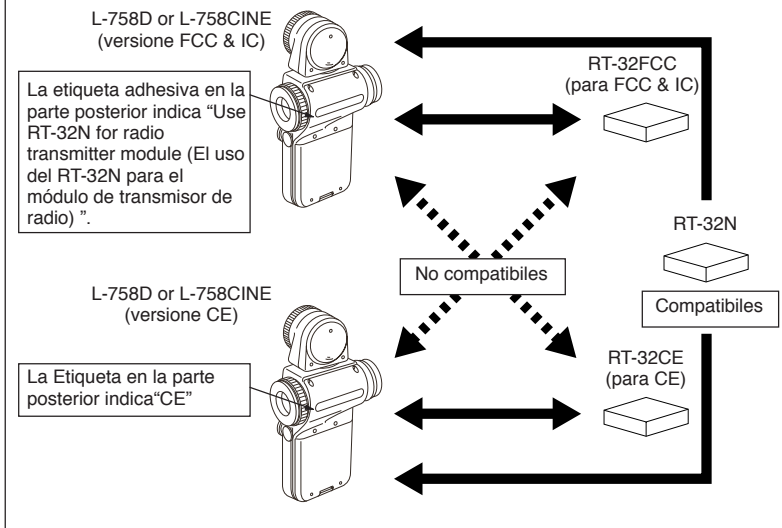 L-758D or L-758CINE
(versione FCC & IC)
La etiqueta adhesiva en la
parte posterior indica “Use
RT-32N for radio
transmitter module (El uso
del RT-32N para el
módulo de transmisor de
radio) ”.
RT-32FCC
(para FCC & IC)
RT-32N
No compatibiles
Compatibiles
L-758D or L-758CINE
(versione CE)
La Etiqueta en la parte
posterior indica“CE”
RT-32CE
(para CE)